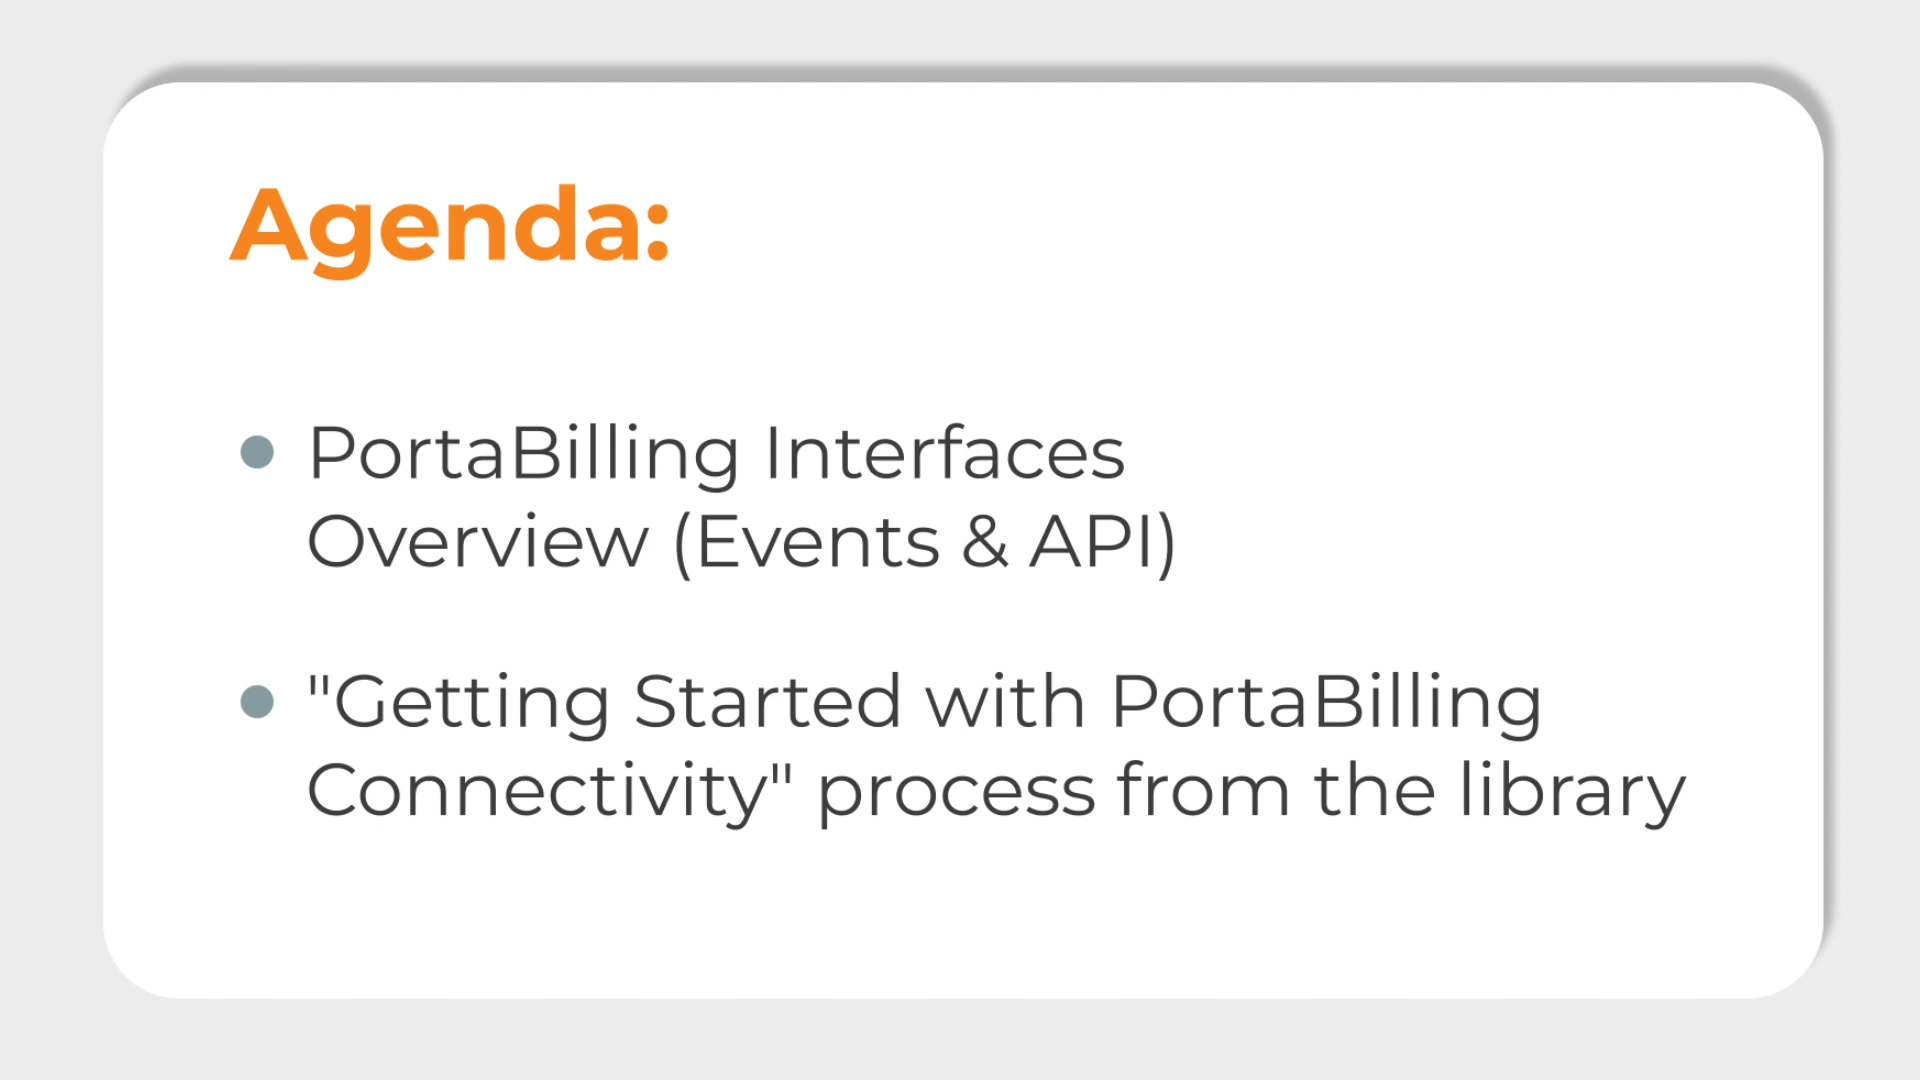 Agenda:
PortaBilling Interfaces
Overview (Events & API)
"Getting Started with PortaBilling
Connectivity" process from the library